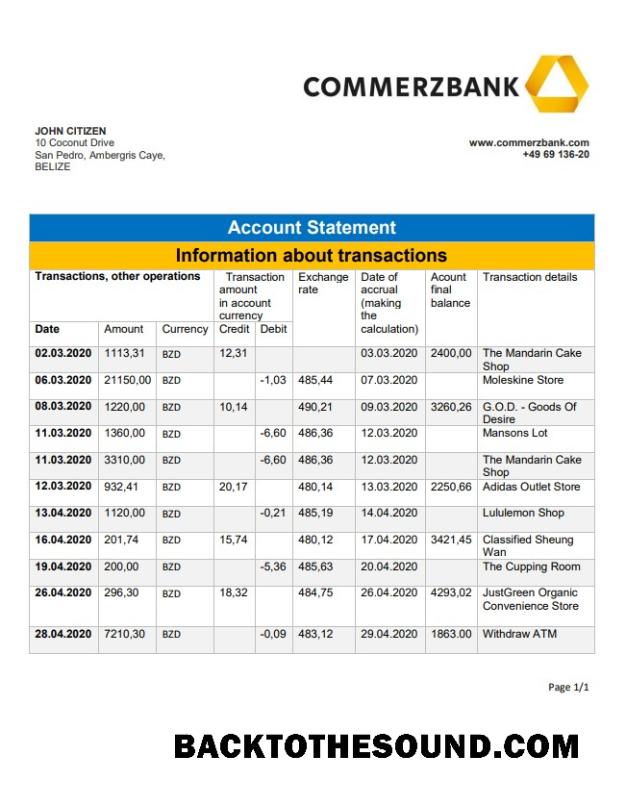 COMMERZBANK
JOHN CITIZEN
10 Coconut Drive
San Pedro, Ambergris Caye,
BELIZE
www.commerzbank.com
+49 69 136-20
Account Statement
Information about transactions
Transactions, other operations
Transaction
amount
in account
currency
Exchange
rate
Date of
accrual
(making
the
calculation)
Acount
final
balance
Transaction details
Date Amount Currency Credit Debit
02.03.2020 1113,31 BZD 12,31 03.03.2020 2400,00 The Mandarin Cake
Shop
06.03.2020 21150,00 BZD -1,03 485,44 07.03.2020 Moleskine Store
08.03.2020 1220,00 BZD 10,14 490,21 09.03.2020 3260,26 G.O.D. - Goods Of
Desire
11.03.2020 1360,00 BZD -6,60 486,36 12.03.2020 Mansons Lot
11.03.2020 3310,00 BZD -6,60 486,36 12.03.2020 The Mandarin Cake
Shop
12.03.2020 932,41 BZD 20,17 480,14 13.03.2020 2250,66 Adidas Outlet Store
13.04.2020 1120,00 BZD -0,21 485,19 14.04.2020 Lululemon Shop
16.04.2020 201,74 BZD 15,74 480,12 17.04.2020 3421,45 Classified Sheung
Wan
19.04.2020 200,00 BZD -5,36 485,63 20.04.2020 The Cupping Room
26.04.2020 296,30 BZD 18,32 484,75 26.04.2020 4293,02 JustGreen Organic
Convenience Store
28.04.2020 7210,30 BZD -0,09 483,12 29.04.2020 1863.00 Withdraw ATM
Page 1/1
BACKTOTHESOUND.COM